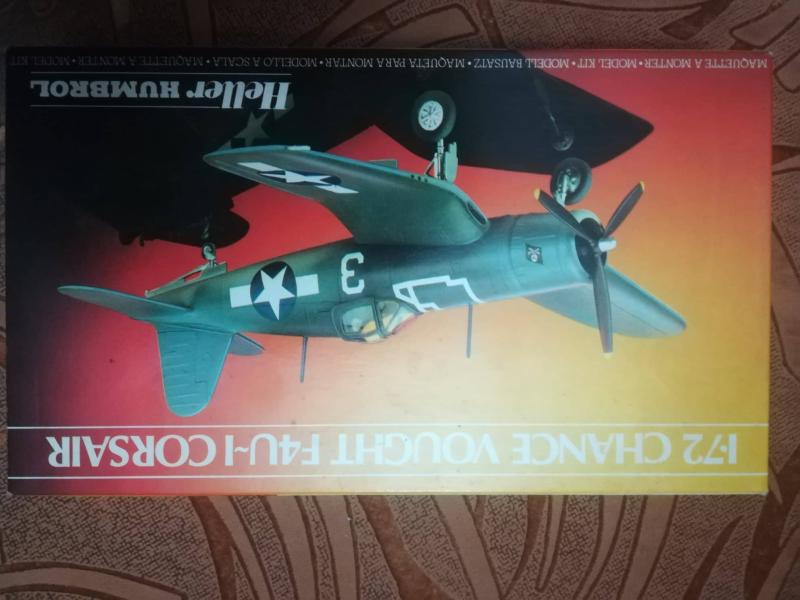 1·72 CHANCE VOUGHT F4U~1 CORSAIR
3
Heller HUMBROL
MAQUETTE A MONTER • MODEL KIT • MODELL BAUSATZ • MAQUETA PARA MONTAR • MODELLO A SCALA • MAQUETTE A MONTER • MODEL KIT